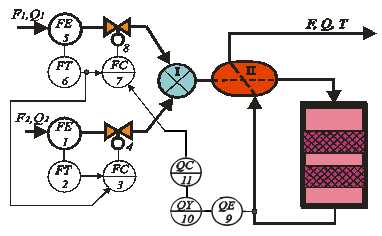 F₁,Q₁
FE
5
8
FT
6
FC
7
I
II
F, Q, T
F₂,Q₂
FE
1
4
FT
2
FC
3
QC
11
QY
10
QE
9